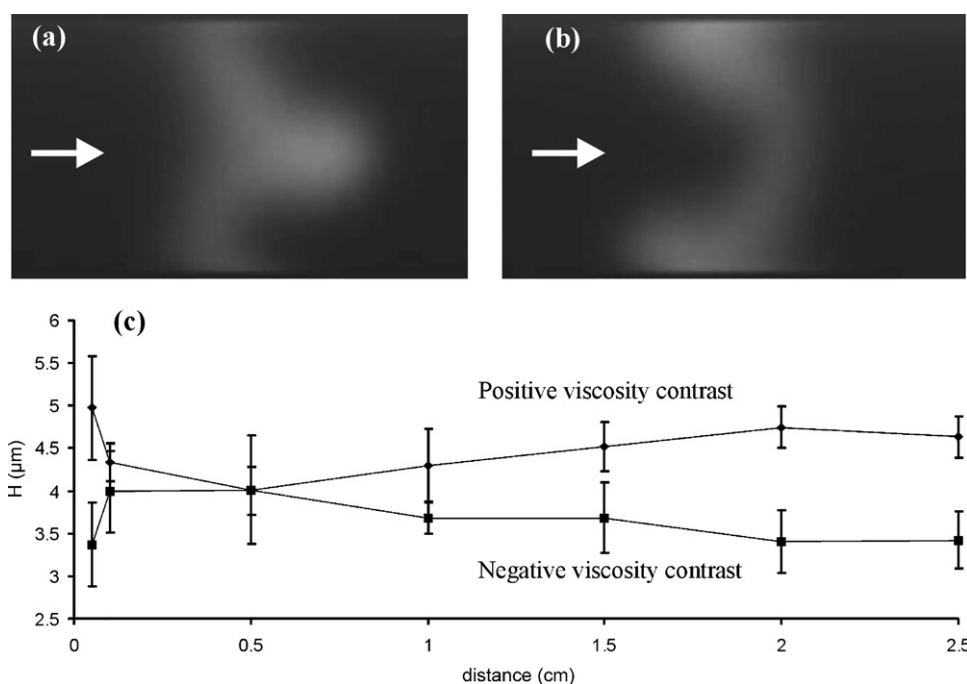 (a)
(b)
(c)
6
5.5
5
4.5
4
3.5
3
2.5
H (µm)
Positive viscosity contrast
Negative viscosity contrast
0
0.5
1
1.5
2
2.5
distance (cm)